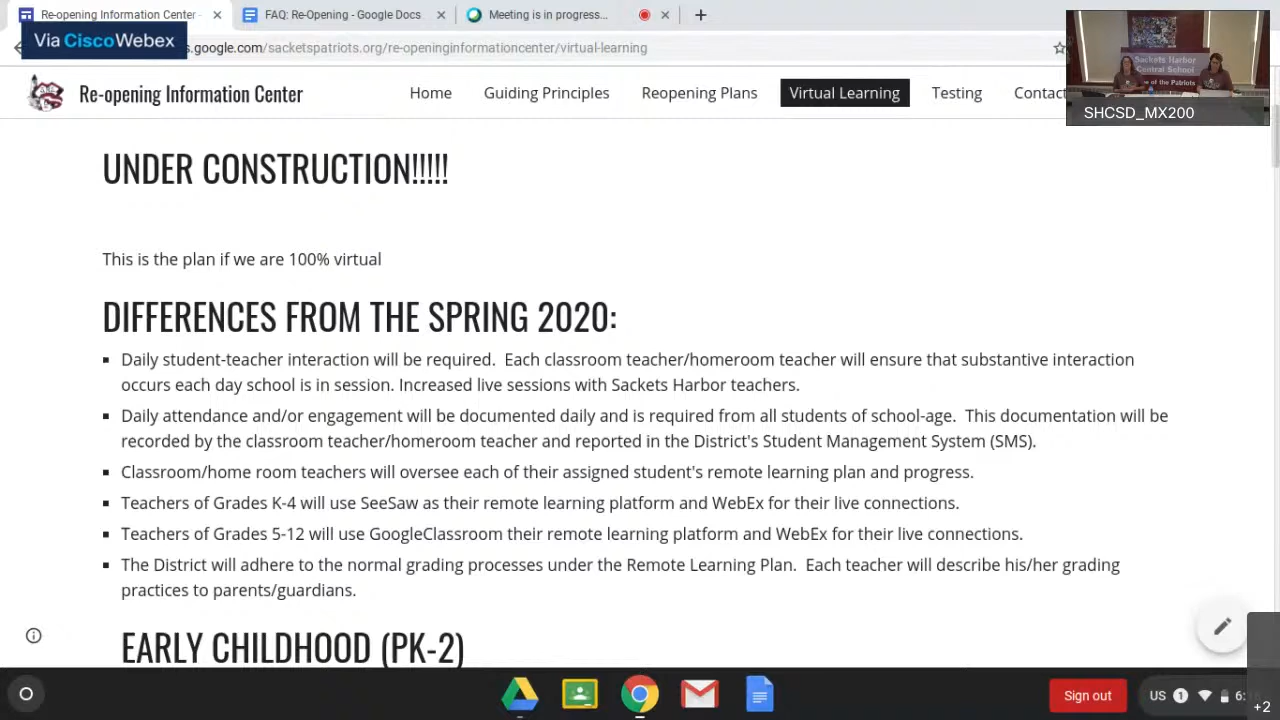 Re-opening Information Center -
FAQ: Re-Opening - Google Docs
Meeting is in progress...
Via Cisco Webex
s.google.com/sacketspatriots.org/re-openinginformationcenter/virtual-learning
Re-opening Information Center
Home
Guiding Principles
Reopening Plans
Virtual Learning
Testing
Contact
Sackets Harbor
Central School
of the Patriots
SHCSD_MX200
UNDER CONSTRUCTION!!!!!
This is the plan if we are 100% virtual
DIFFERENCES FROM THE SPRING 2020:
Daily student-teacher interaction will be required. Each classroom teacher/homeroom teacher will ensure that substantive interaction
occurs each day school is in session. Increased live sessions with Sackets Harbor teachers.
Daily attendance and/or engagement will be documented daily and is required from all students of school-age. This documentation will be
recorded by the classroom teacher/homeroom teacher and reported in the District's Student Management System (SMS).
Classroom/home room teachers will oversee each of their assigned student's remote learning plan and progress.
Teachers of Grades K-4 will use SeeSaw as their remote learning platform and WebEx for their live connections.
Teachers of Grades 5-12 will use GoogleClassroom their remote learning platform and WebEx for their live connections.
The District will adhere to the normal grading processes under the Remote Learning Plan. Each teacher will describe his/her grading
practices to parents/guardians.
EARLY CHILDHOOD (PK-2)
Sign out
US
1
+2